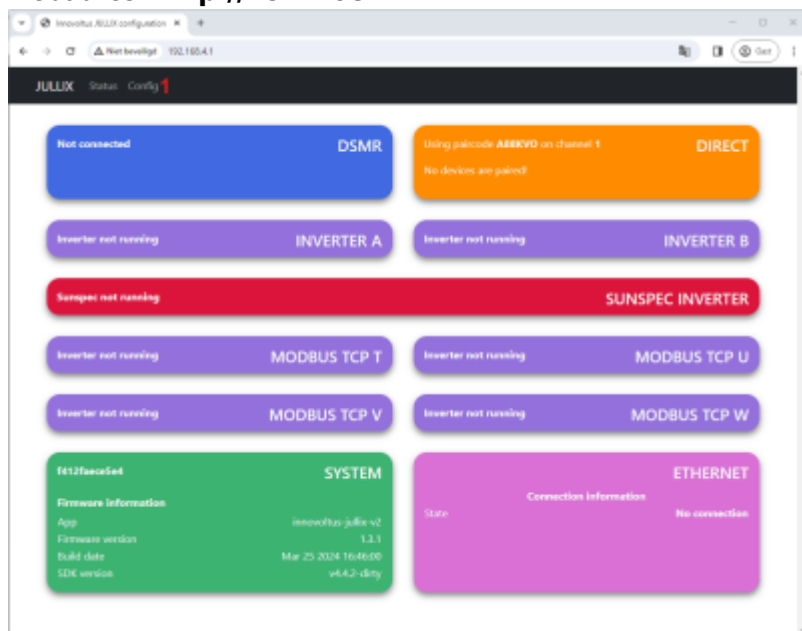 Innovoltus JULLIX configuration
Niet beveiligd 192.168.4.1
Gast
JULLIX Status Config 1
Not connected DSMR
Using paircode on channel 1 DIRECT
No devices are paired!
Inverter not running INVERTER A
Inverter not running INVERTER B
Sunspec not running SUNSPEC INVERTER
Inverter not running MODBUS TCP T
Inverter not running MODBUS TCP U
Inverter not running MODBUS TCP V
Inverter not running MODBUS TCP W
f412faece5e4 SYSTEM
Firmware information
App innovoltus-jullix-v2
Firmware version 1.3.1
Build date Mar 25 2024 16:46:00
SDK version v4.4.2-dirty
ETHERNET
Connection information
State No connection